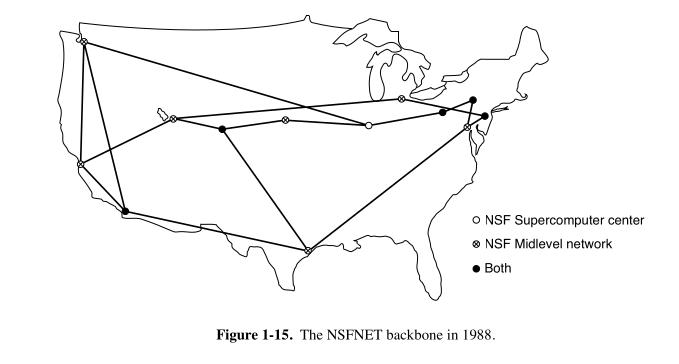 NSF Supercomputer center
NSF Midlevel network
Both
Figure 1-15. The NSFNET backbone in 1988.